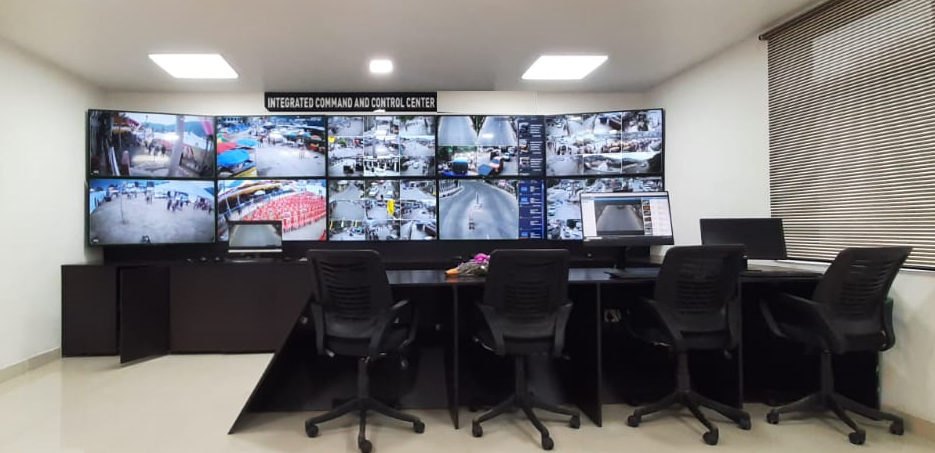 INTEGRATED COMMAND AND CONTROL CENTER